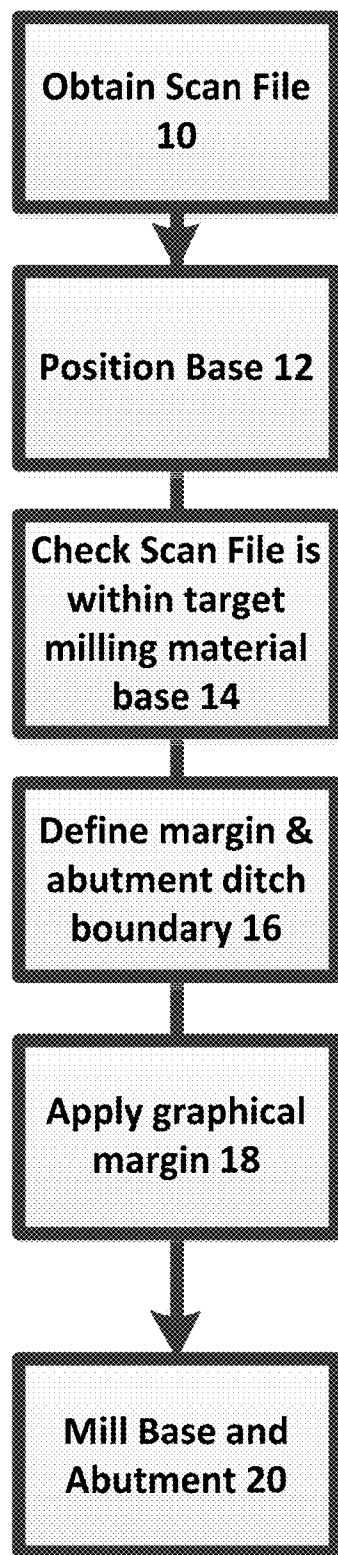 Obtain Scan File
10
Position Base 12
Check Scan File is
within target
milling material
base 14
Define margin &
abutment ditch
boundary 16
Apply graphical
margin 18
Mill Base and
Abutment 20